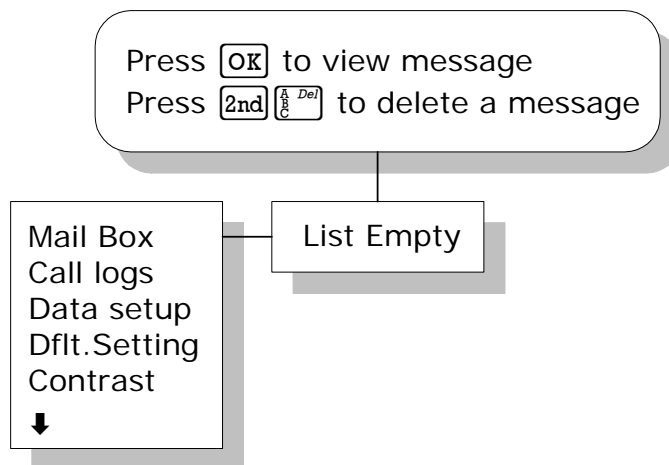 Press OK to view message
Press 2nd A B C Del to delete a message
Mail Box
Call logs
Data setup
Dflt.Setting
Contrast
List Empty